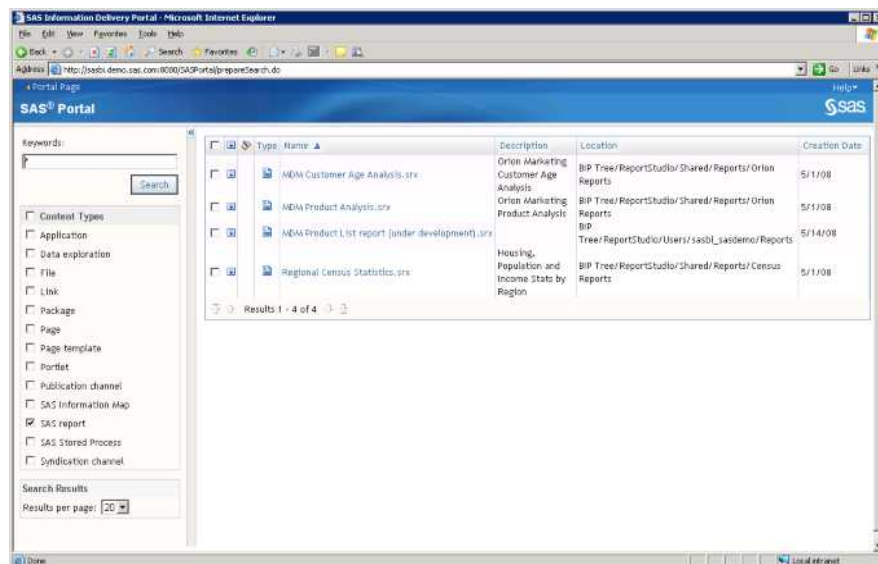 SAS Information Delivery Portal - Microsoft Internet Explorer
File Edit View Favorites Tools Help
Back Search Favorites
Address http://sasbi.demo.sas.com:8080/SASPortal/prepareSearch.do Go Links
Portal Page Help
SAS® Portal sas
Keywords:
*
Search
Content Types
Application
Data exploration
File
Link
Package
Page
Page template
Portlet
Publication channel
SAS Information Map
SAS report
SAS Stored Process
Syndication channel
Search Results
Results per page: 20
Type Name Description Location Creation Date
MDM Customer Age Analysis.srx Orion Marketing Customer Age Analysis BIP Tree/ReportStudio/Shared/Reports/Orion Reports 5/1/08
MDM Product Analysis.srx Orion Marketing Product Analysis BIP Tree/ReportStudio/Shared/Reports/Orion Reports 5/1/08
MDM Product List report (under development).srx BIP Tree/ReportStudio/Users/sasbi_sasdemo/Reports 5/14/08
Regional Census Statistics.srx Housing, Population and Income Stats by Region BIP Tree/ReportStudio/Shared/Reports/Census Reports 5/1/08
Results 1 - 4 of 4
Done Local intranet